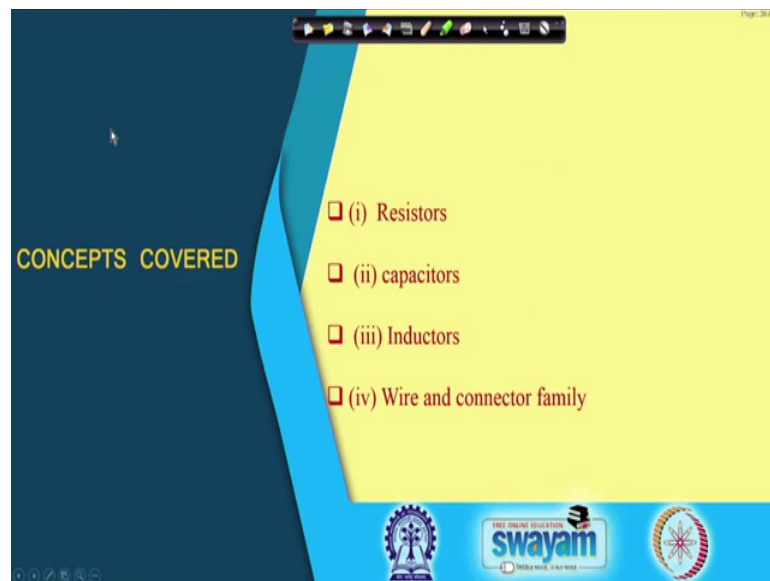 CONCEPTS COVERED
❑ (i) Resistors
❑ (ii) capacitors
❑ (iii) Inductors
❑ (iv) Wire and connector family
FREE ONLINE EDUCATION
swayam